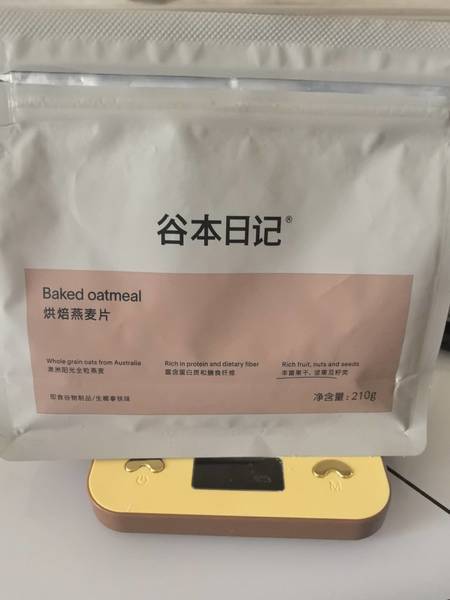 谷本日记®
Baked oatmeal
烘焙燕麦片
Whole grain oats from Australia
澳洲阳光全粒燕麦
Rich in protein and dietary fiber
富含蛋白质和膳食纤维
Rich fruit, nuts and seeds
丰富果干、坚果豆籽类
即食谷物制品/生椰拿铁味
净含量:210g
M